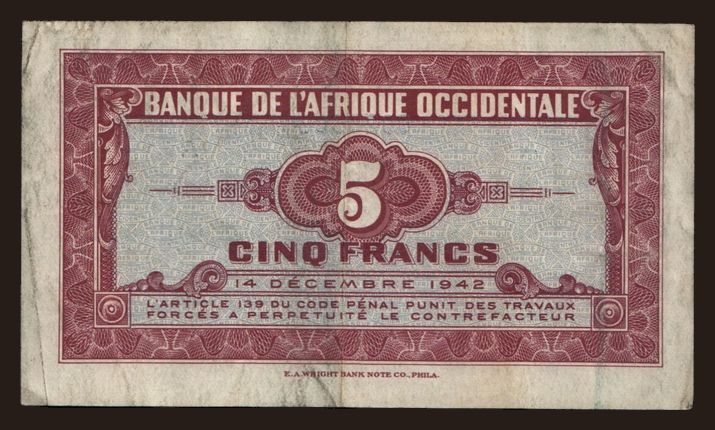 BANQUE DE L'AFRIQUE OCCIDENTALE
5
CINQ FRANCS
14 DÉCEMBRE 1942
L'ARTICLE 139 DU CODE PÉNAL PUNIT DES TRAVAUX
FORCÉS A PERPETUITÉ LE CONTREFACTEUR
E.A.WRIGHT BANK NOTE CO., PHILA.